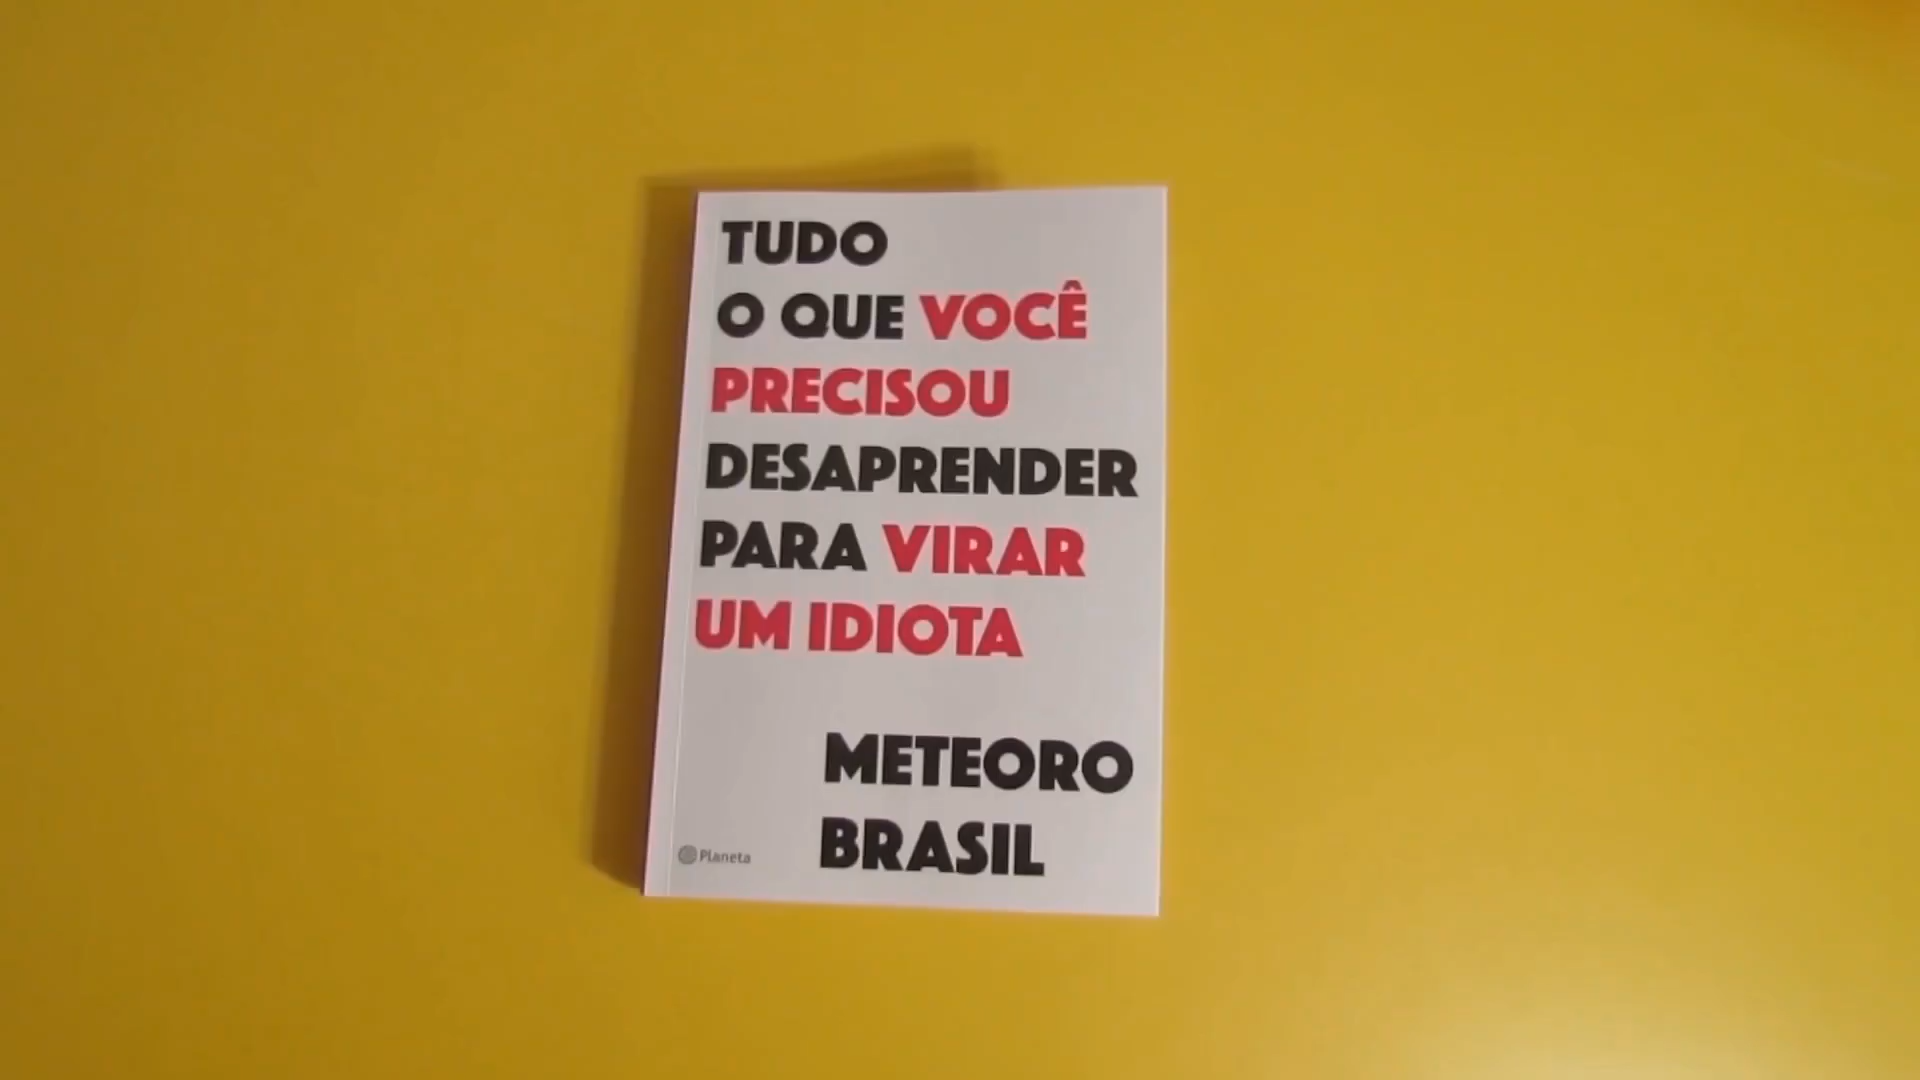 TUDO
O QUE VOCÊ
PRECISOU
DESAPRENDER
PARA VIRAR
UM IDIOTA
METEORO
BRASIL
Planeta